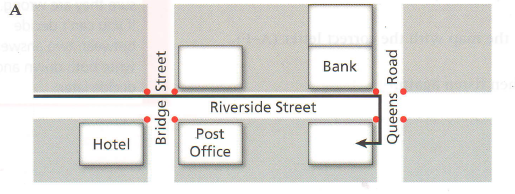 A
Bridge Street
Bank
Queens Road
Riverside Street
Hotel
Post
Office